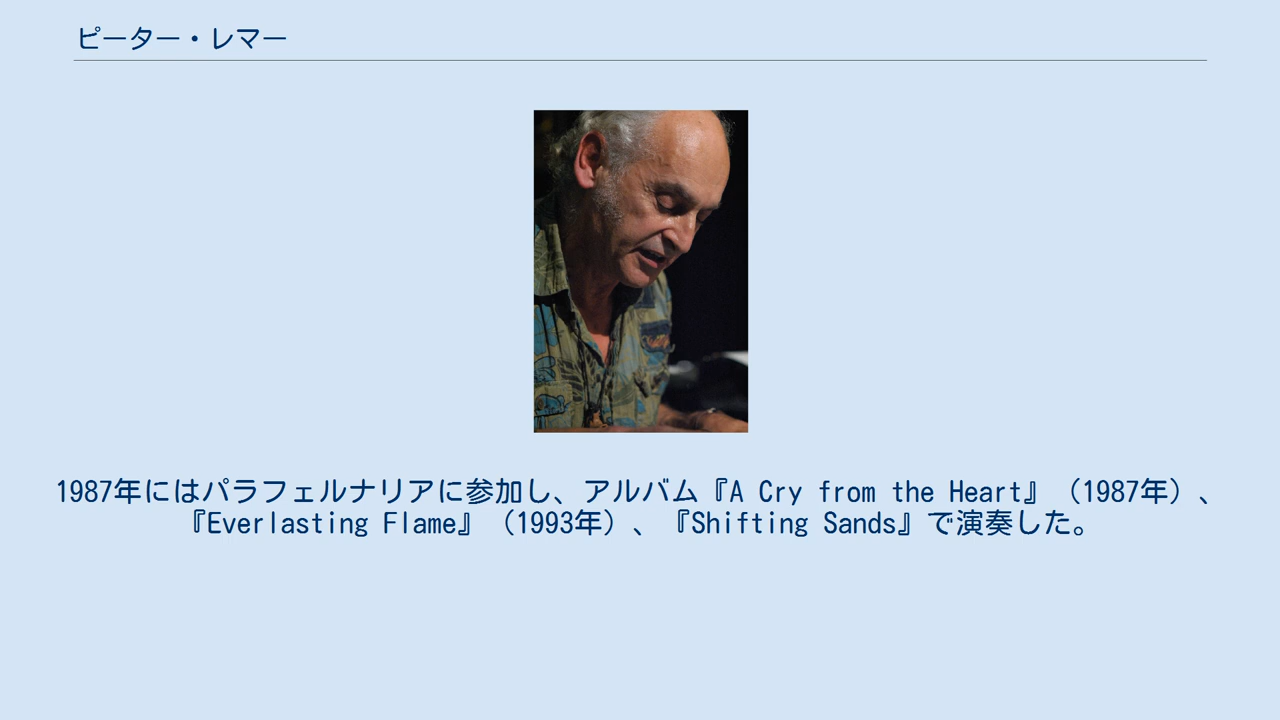 ピーター・レマー
1987年にはパラフェルナリアに参加し、アルバム『A Cry from the Heart』（1987年）、
『Everlasting Flame』（1993年）、『Shifting Sands』で演奏した。